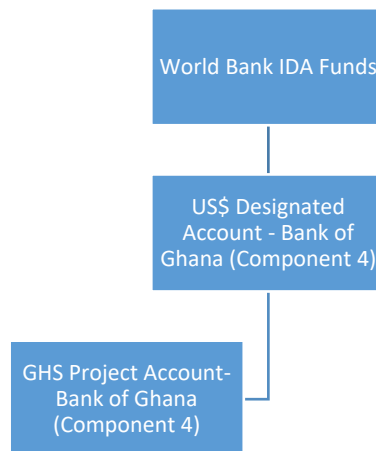 World Bank IDA Funds
US$ Designated
Account - Bank of
Ghana (Component 4)
GHS Project Account-
Bank of Ghana
(Component 4)